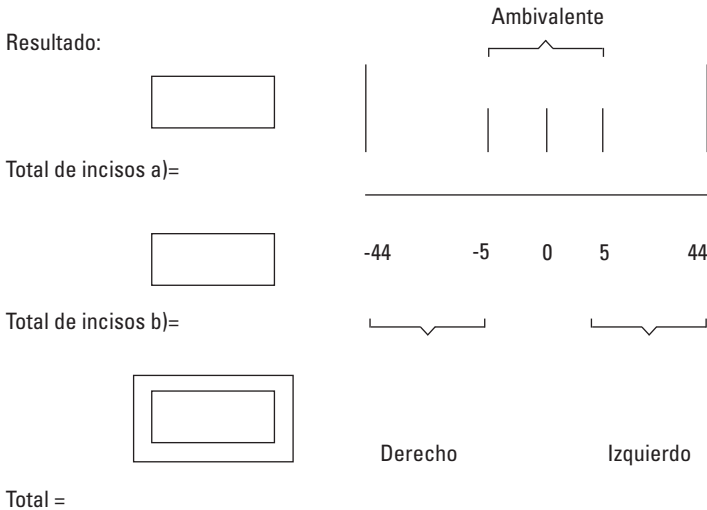 Ambivalente
Resultado:
Total de incisos a)=
-44 -5 0 5 44
Total de incisos b)=
Derecho Izquierdo
Total =